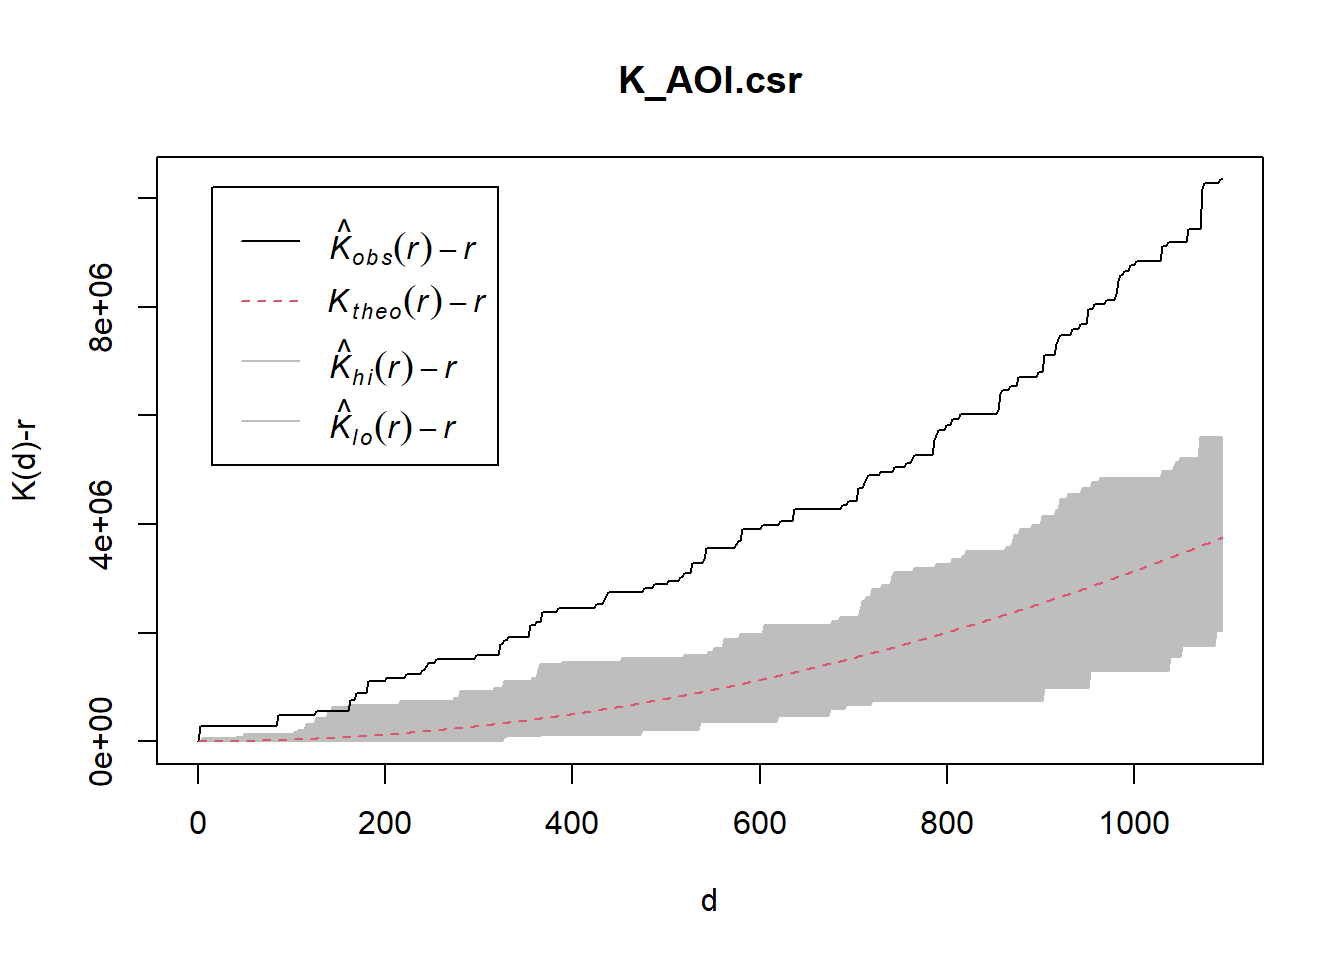 K_AOI.csr
K̂obs(r) − r
Ktheo(r) − r
K̂hi(r) − r
K̂lo(r) − r
K(d)-r
8e+06
4e+06
0e+00
0 200 400 600 800 1000
d